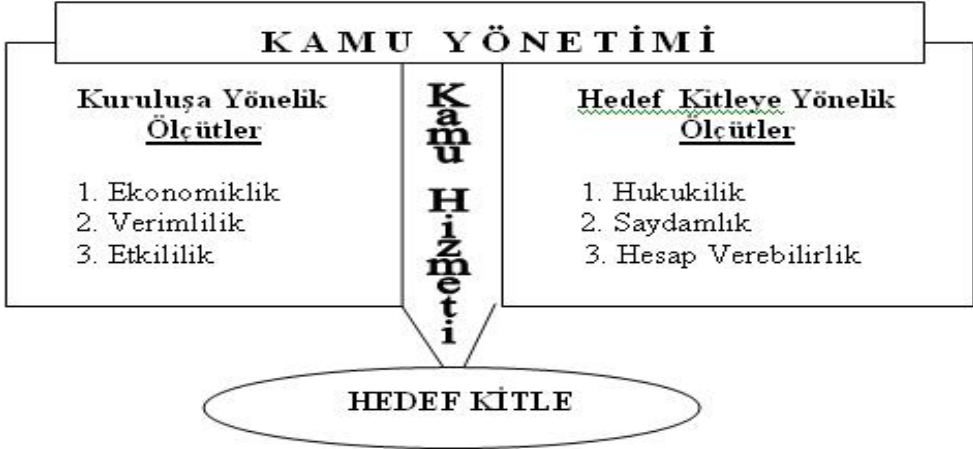 KAMU YÖNETİMİ
Kuruluşa Yönelik
Ölçütler
1. Ekonomiklik
2. Verimlilik
3. Etkililik
Kamu Hizmeti
Hedef Kitleye Yönelik
Ölçütler
1. Hukukilik
2. Saydamlık
3. Hesap Verebilirlik
HEDEF KİTLE